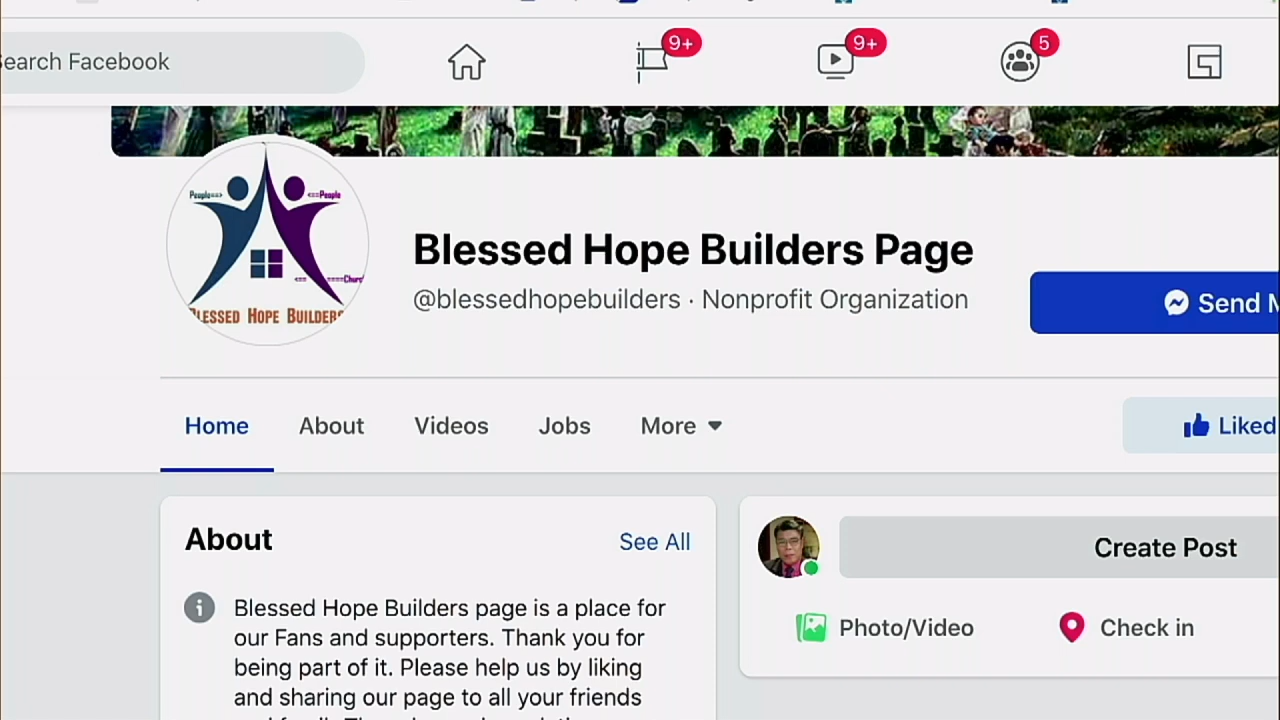 Search Facebook
9+
9+
5
People==>
<==People
<== ====Church
BLESSED HOPE BUILDERS
Blessed Hope Builders Page
@blessedhopebuilders · Nonprofit Organization
Send
Home
About
Videos
Jobs
More
Liked
About
See All
Create Post
Blessed Hope Builders page is a place for
our Fans and supporters. Thank you for
being part of it. Please help us by liking
and sharing our page to all your friends
Photo/Video
Check in